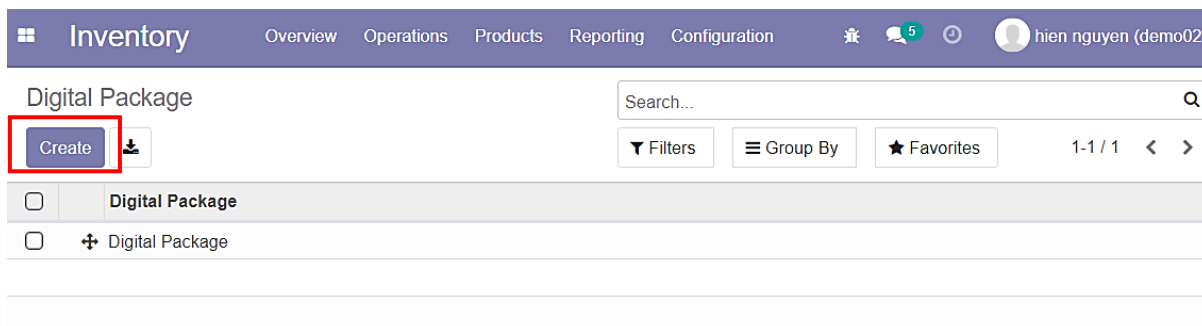 Inventory Overview Operations Products Reporting Configuration 5 hien nguyen (demo02
Digital Package Search...
Create Filters Group By Favorites 1-1 / 1
Digital Package
Digital Package